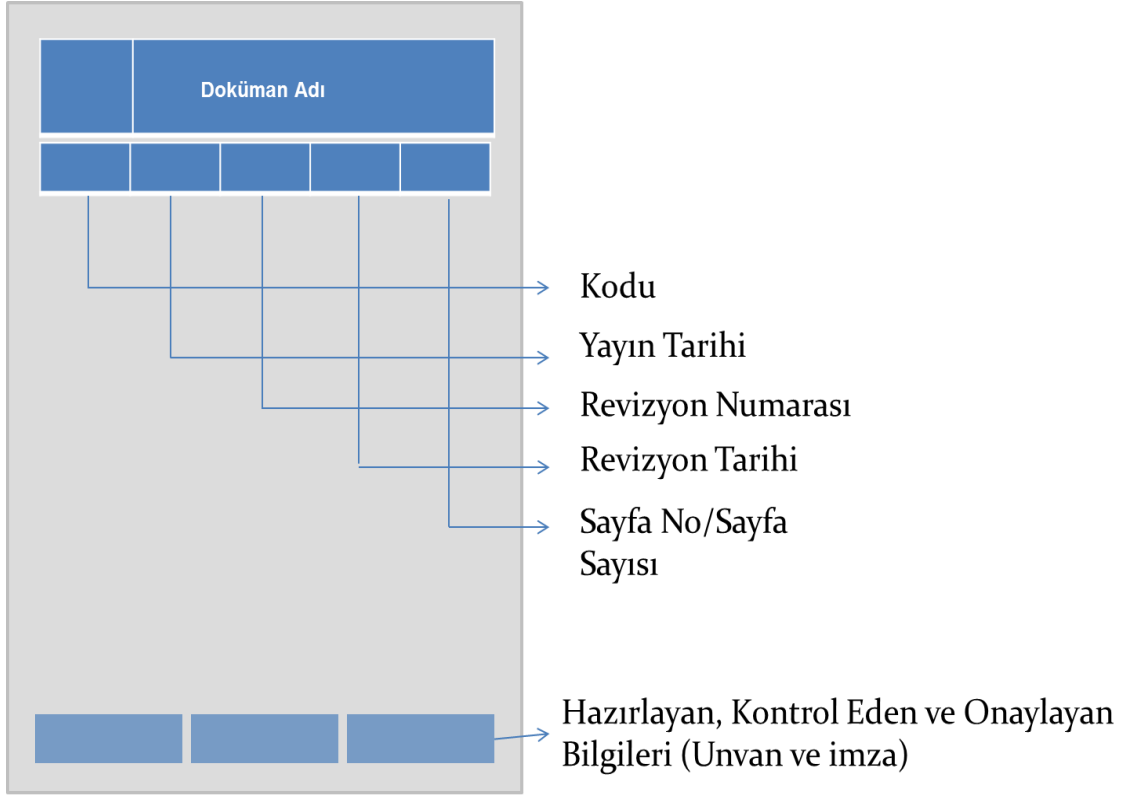 Doküman Adı
Kodu
Yayın Tarihi
Revizyon Numarası
Revizyon Tarihi
Sayfa No/Sayfa
Sayısı
Hazırlayan, Kontrol Eden ve Onaylayan
Bilgileri (Unvan ve imza)